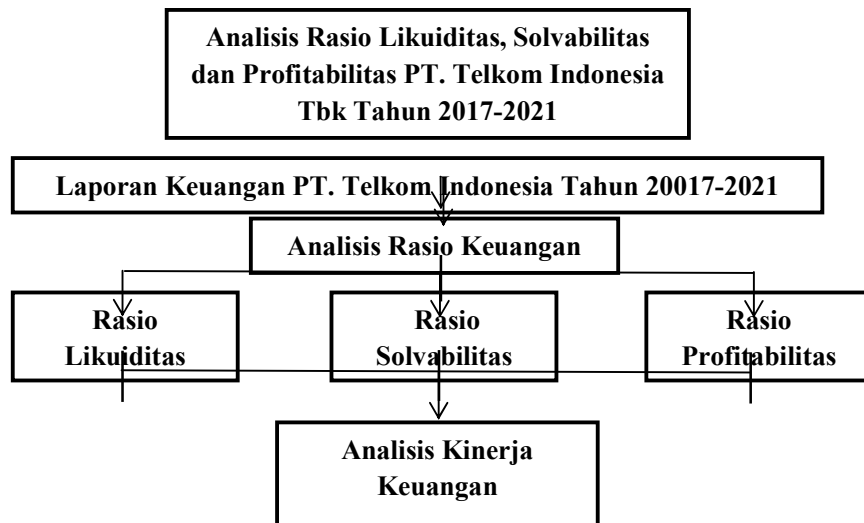 Analisis Rasio Likuiditas, Solvabilitas
dan Profitabilitas PT. Telkom Indonesia
Tbk Tahun 2017-2021
Laporan Keuangan PT. Telkom Indonesia Tahun 20017-2021
Analisis Rasio Keuangan
Rasio
Likuiditas
Rasio
Solvabilitas
Rasio
Profitabilitas
Analisis Kinerja
Keuangan